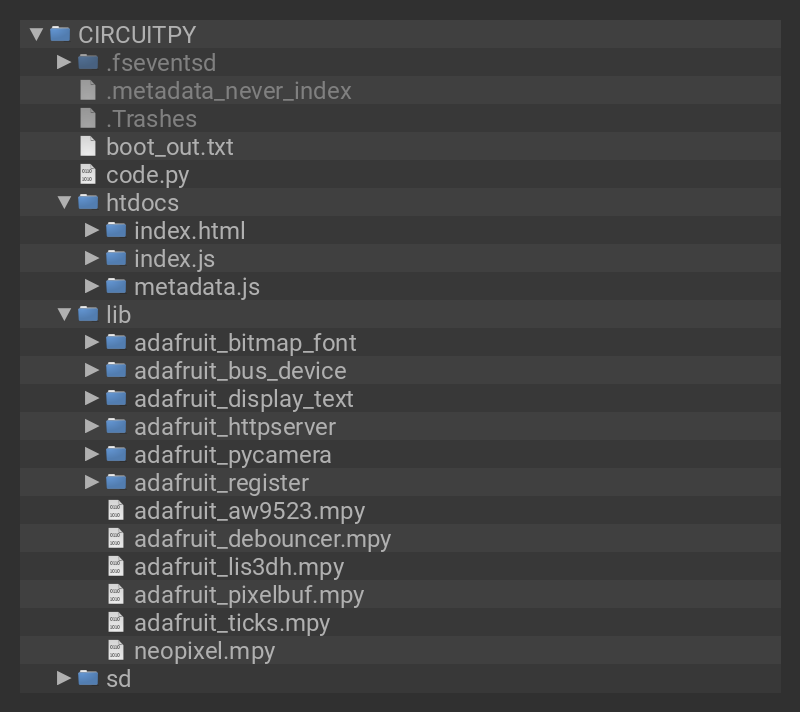 CIRCUITPY
.fseventsd
.metadata_never_index
.Trashes
boot_out.txt
code.py
htdocs
index.html
index.js
metadata.js
lib
adafruit_bitmap_font
adafruit_bus_device
adafruit_display_text
adafruit_httpserver
adafruit_pycamera
adafruit_register
adafruit_aw9523.mpy
adafruit_debouncer.mpy
adafruit_lis3dh.mpy
adafruit_pixelbuf.mpy
adafruit_ticks.mpy
neopixel.mpy
sd